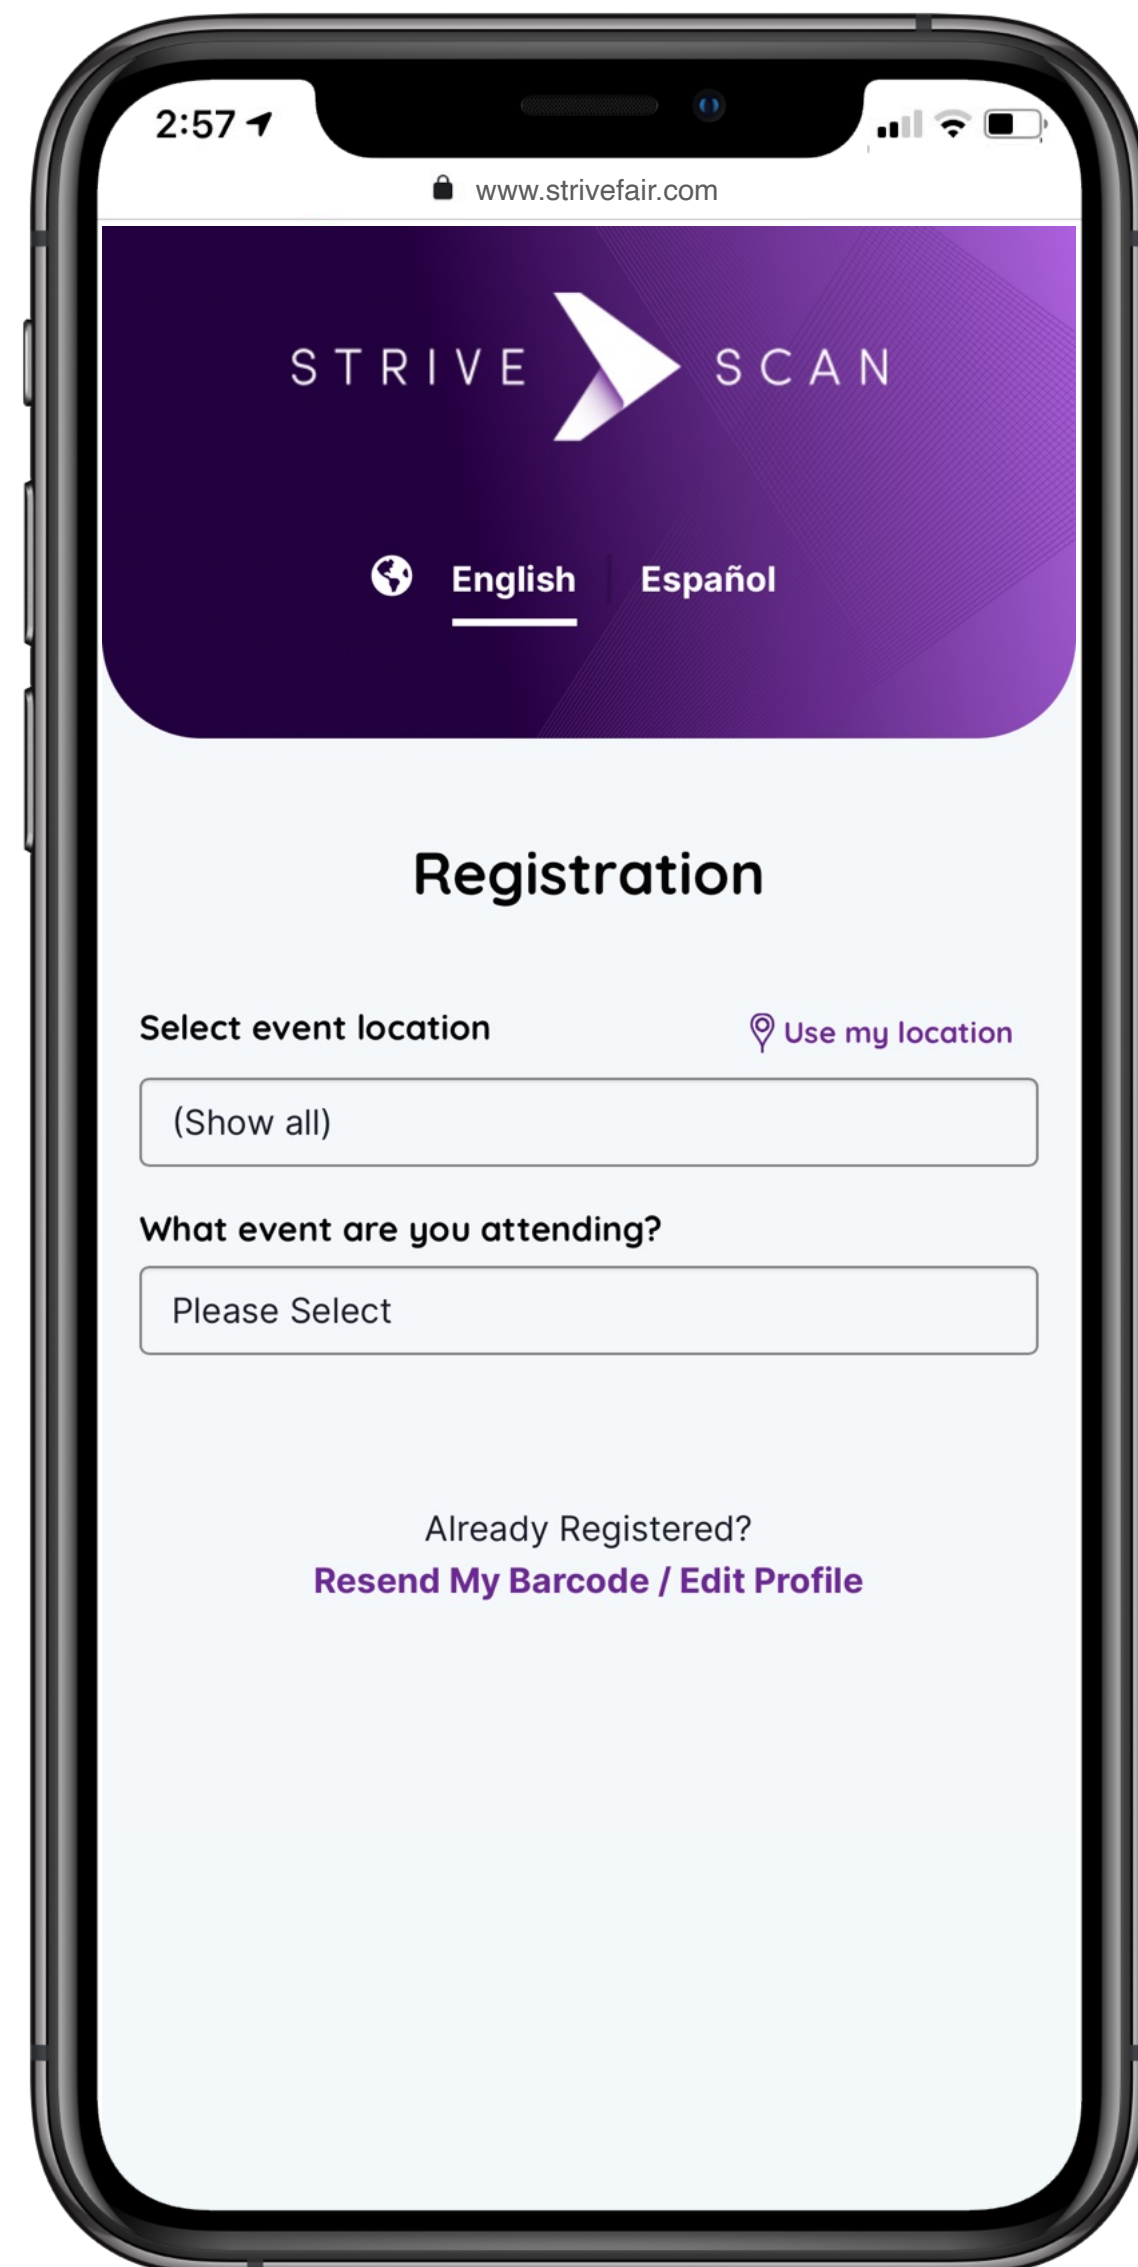 2:57
www.strivefair.com
STRIVE SCAN
English Español
Registration
Select event location Use my location
(Show all)
What event are you attending?
Please Select
Already Registered?
Resend My Barcode / Edit Profile